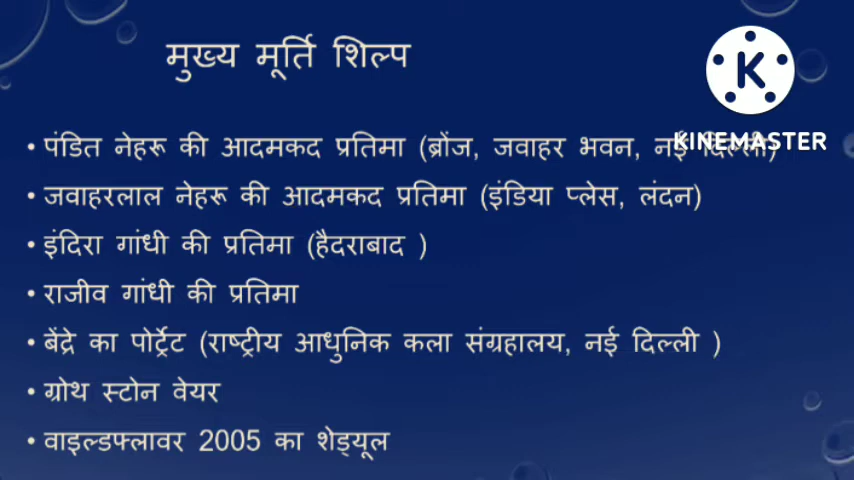 मुख्य मूर्ति शिल्प
K
KINEMASTER
• पंडित नेहरू की आदमकद प्रतिमा (ब्रोंज, जवाहर भवन, नई दिल्ली)
• जवाहरलाल नेहरू की आदमकद प्रतिमा (इंडिया प्लेस, लंदन)
• इंदिरा गांधी की प्रतिमा (हैदराबाद )
• राजीव गांधी की प्रतिमा
• बेंद्रे का पोर्ट्रेट (राष्ट्रीय आधुनिक कला संग्रहालय, नई दिल्ली )
• ग्रोथ स्टोन वेयर
• वाइल्डफ्लावर 2005 का शेड्यूल